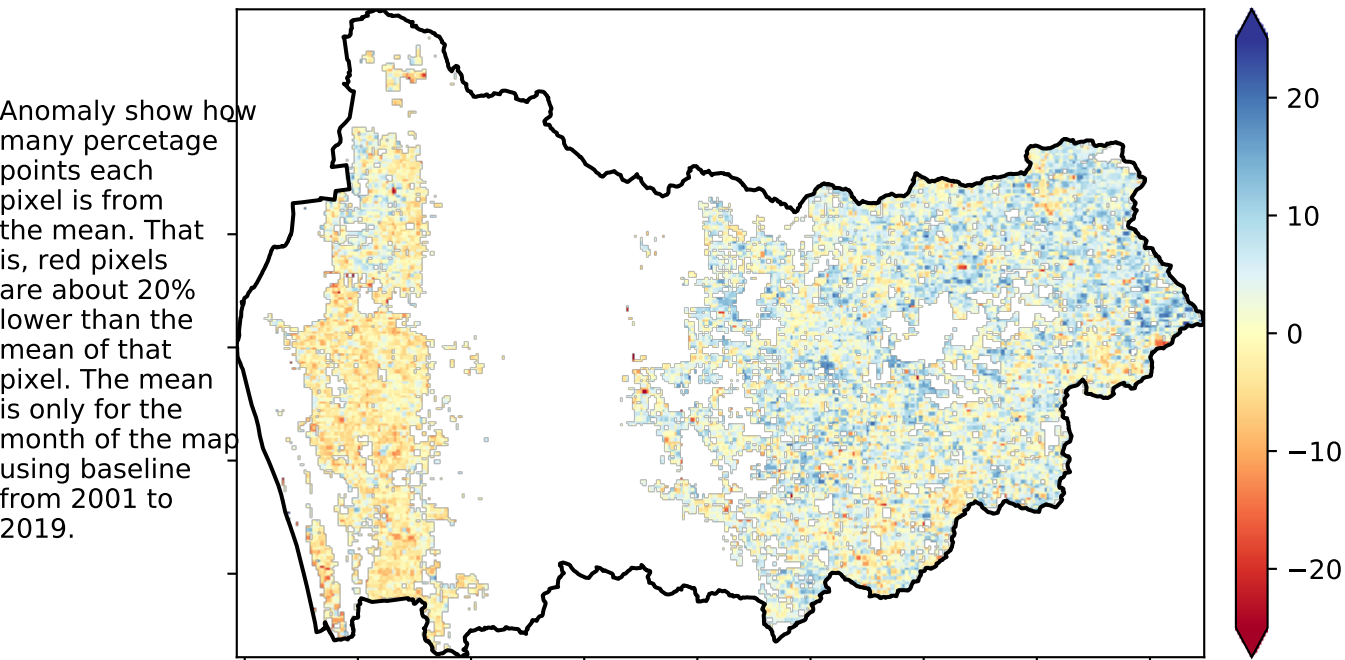 Anomaly show how
many percetage
points each
pixel is from
the mean. That
is, red pixels
are about 20%
lower than the
mean of that
pixel. The mean
is only for the
month of the map
using baseline
from 2001 to
2019.
20
10
0
−10
−20